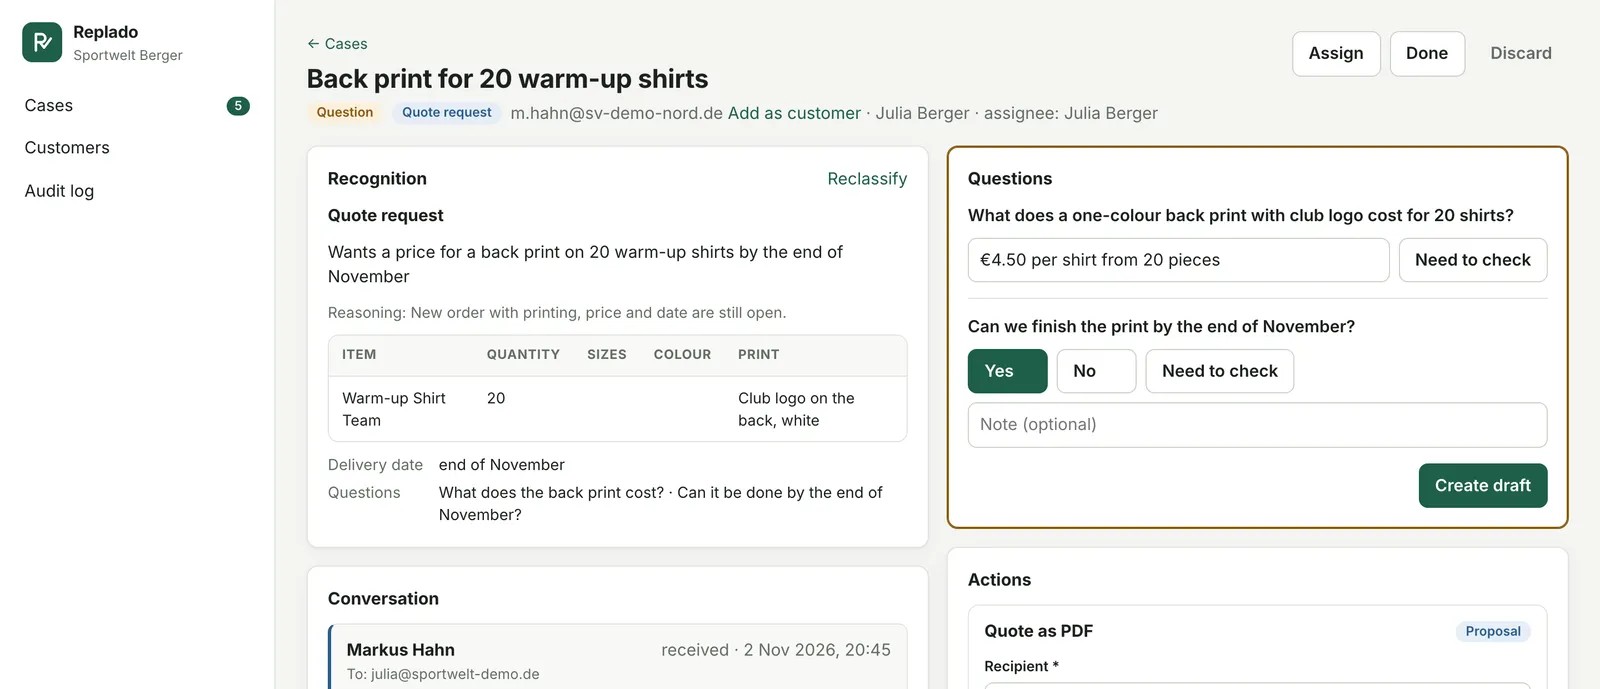 Replado
Sportwelt Berger
Cases 5
Customers
Audit log
← Cases
Back print for 20 warm-up shirts
Question Quote request m.hahn@sv-demo-nord.de Add as customer · Julia Berger · assignee: Julia Berger
Assign Done Discard
Recognition Reclassify
Quote request
Wants a price for a back print on 20 warm-up shirts by the end of
November
Reasoning: New order with printing, price and date are still open.
ITEM QUANTITY SIZES COLOUR PRINT
Warm-up Shirt 20 Club logo on the
Team back, white
Delivery date end of November
Questions What does the back print cost? · Can it be done by the end of
November?
Conversation
Markus Hahn received · 2 Nov 2026, 20:45
To: julia@sportwelt-demo.de
Questions
What does a one-colour back print with club logo cost for 20 shirts?
€4.50 per shirt from 20 pieces Need to check
Can we finish the print by the end of November?
Yes No Need to check
Note (optional)
Create draft
Actions
Quote as PDF Proposal
Recipient *